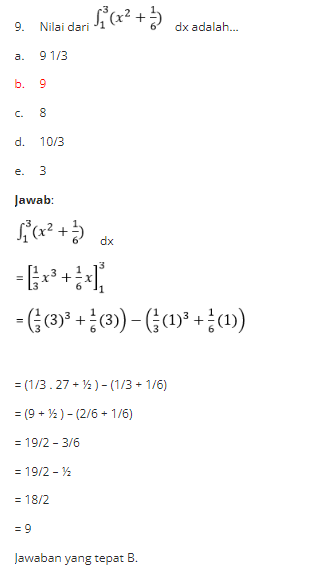 9. Nilai dari ∫₁³(x² + 1/6) dx adalah...
a. 9 1/3
b. 9
c. 8
d. 10/3
e. 3
Jawab:
∫₁³(x² + 1/6) dx
= [1/3 x³ + 1/6 x]₁³
= (1/3 (3)³ + 1/6 (3)) – (1/3 (1)³ + 1/6 (1))
= (1/3 . 27 + ½ ) – (1/3 + 1/6)
= (9 + ½ ) – (2/6 + 1/6)
= 19/2 – 3/6
= 19/2 – ½
= 18/2
= 9
Jawaban yang tepat B.